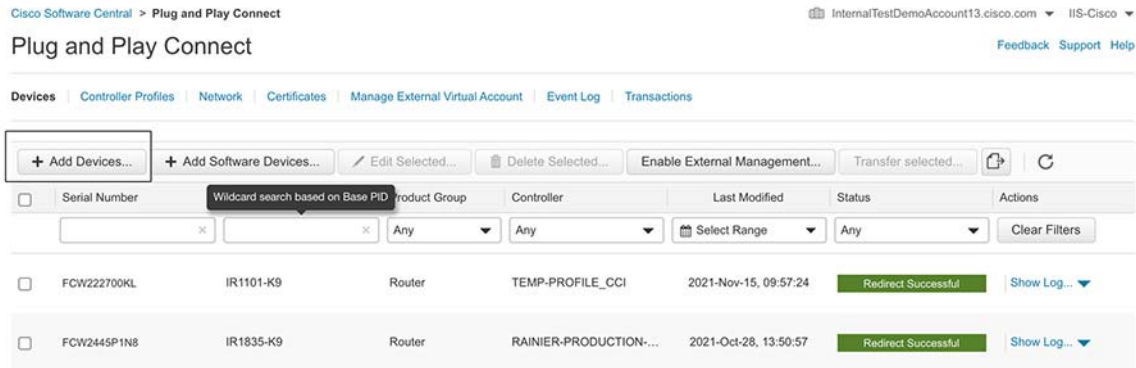 Cisco Software Central > Plug and Play Connect
InternalTestDemoAccount13.cisco.com IIS-Cisco
Plug and Play Connect
Feedback Support Help
Devices Controller Profiles Network Certificates Manage External Virtual Account Event Log Transactions
+ Add Devices... + Add Software Devices... Edit Selected... Delete Selected... Enable External Management... Transfer selected...
Serial Number Wildcard search based on Base PID Product Group Controller Last Modified Status Actions
Any Any Select Range Any Clear Filters
FCW222700KL IR1101-K9 Router TEMP-PROFILE_CCI 2021-Nov-15, 09:57:24 Redirect Successful Show Log...
FCW2445P1N8 IR1835-K9 Router RAINIER-PRODUCTION-... 2021-Oct-28, 13:50:57 Redirect Successful Show Log...